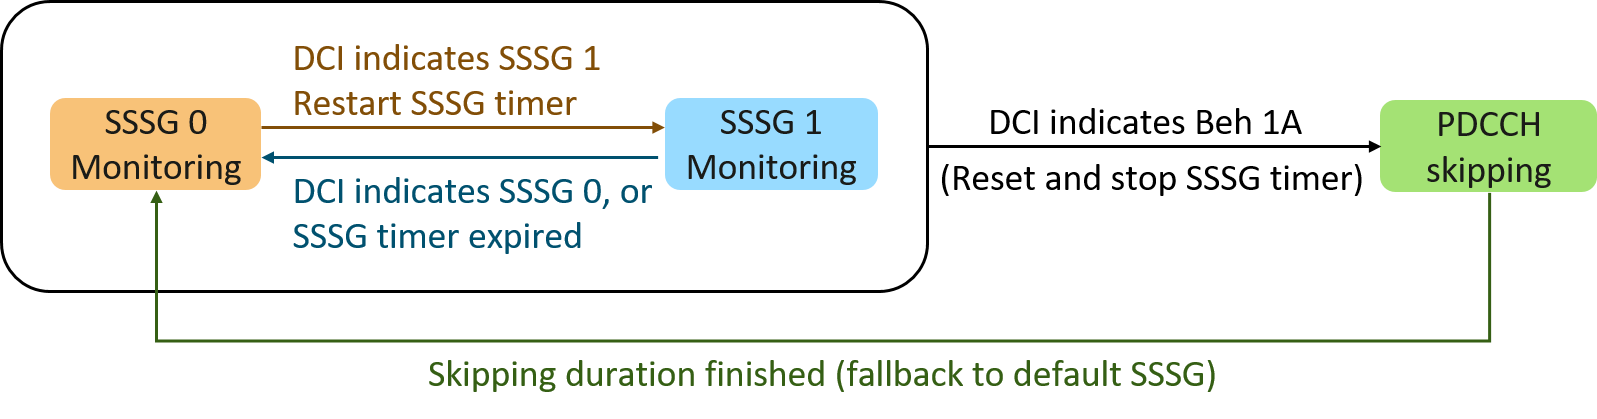 DCI indicates SSSG 1
Restart SSSG timer
SSSG 0
Monitoring
SSSG 1
Monitoring
DCI indicates SSSG 0, or
SSSG timer expired
DCI indicates Beh 1A
(Reset and stop SSSG timer)
PDCCH
skipping
Skipping duration finished (fallback to default SSSG)